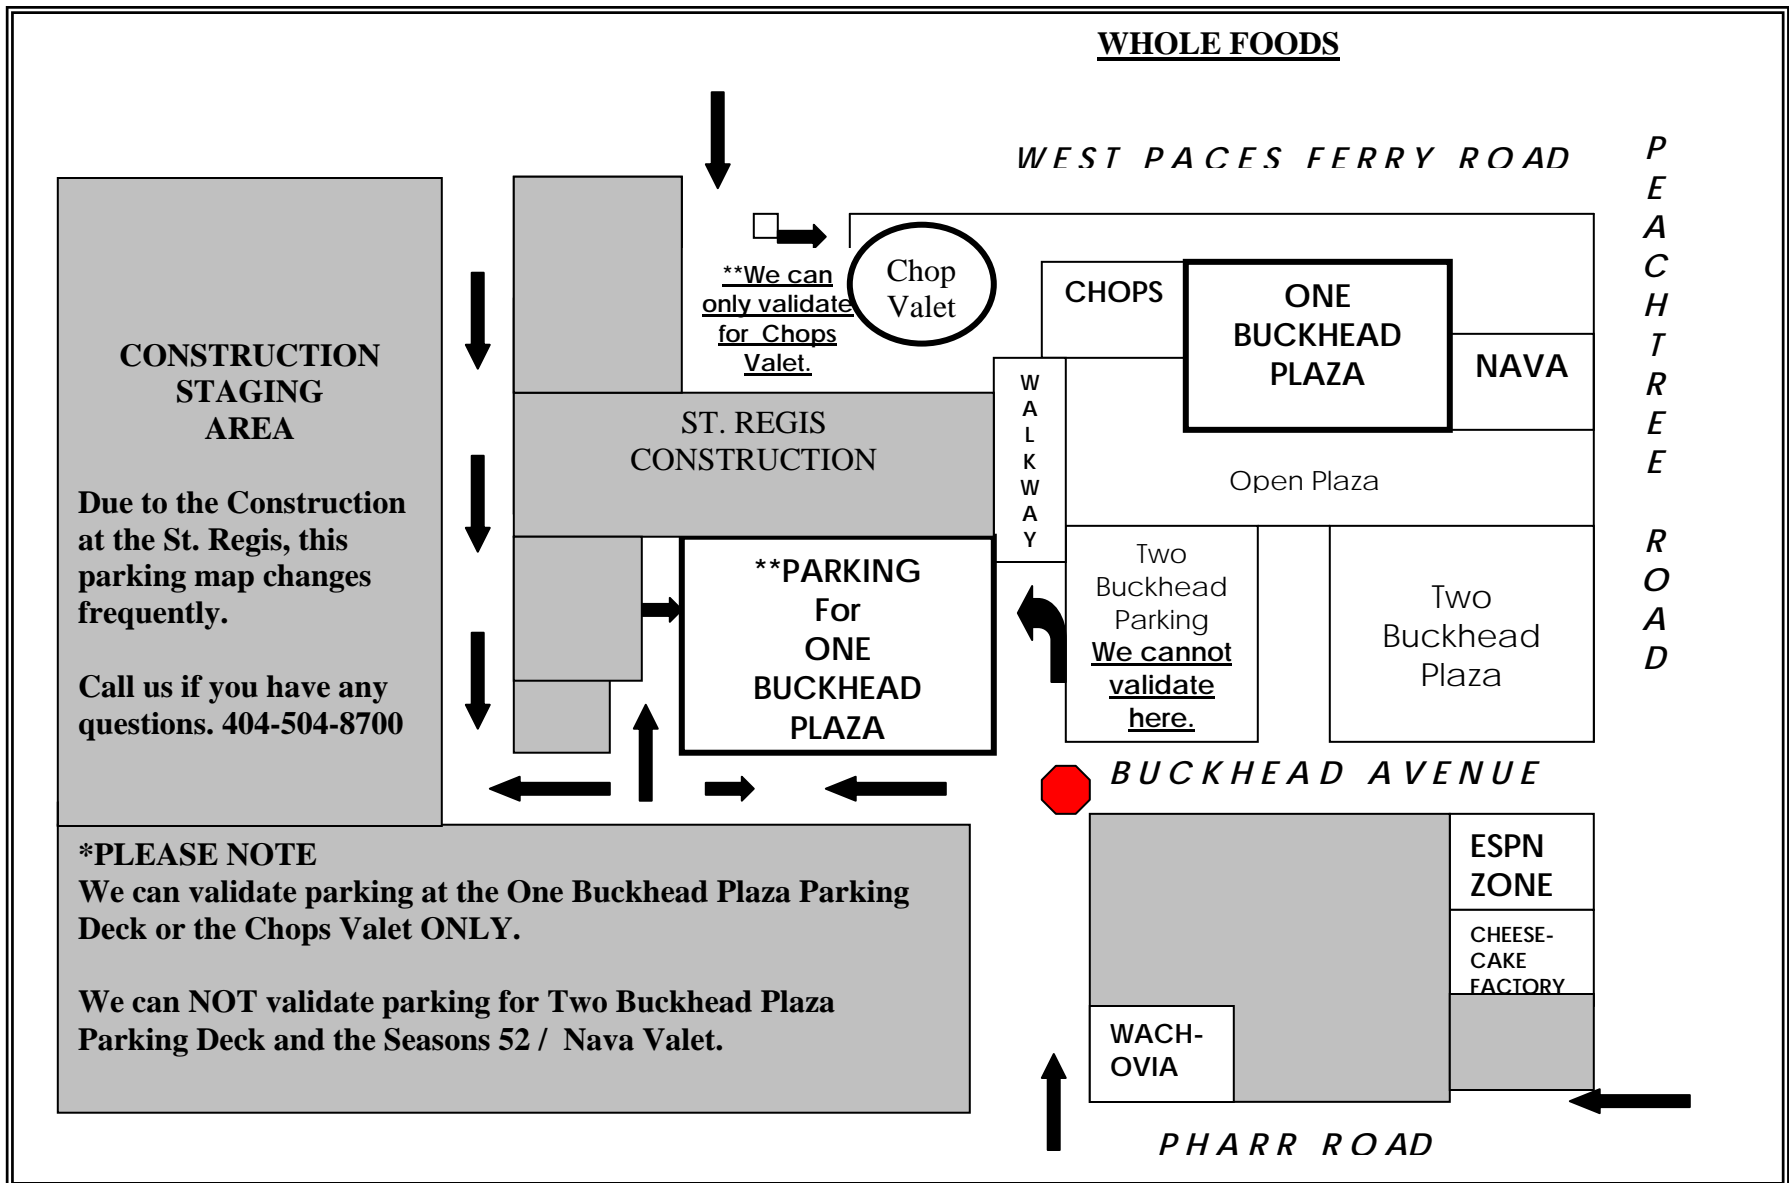 WHOLE FOODS
WEST PACES FERRY ROAD
PEACHTREE ROAD
**We can
only validate
for Chops
Valet.
Chop
Valet
CHOPS
ONE
BUCKHEAD
PLAZA
NAVA
CONSTRUCTION
STAGING
AREA
Due to the Construction
at the St. Regis, this
parking map changes
frequently.
Call us if you have any
questions. 404-504-8700
ST. REGIS
CONSTRUCTION
WALKWAY
Open Plaza
**PARKING
For
ONE
BUCKHEAD
PLAZA
Two
Buckhead
Parking
We cannot
validate
here.
Two
Buckhead
Plaza
BUCKHEAD AVENUE
*PLEASE NOTE
We can validate parking at the One Buckhead Plaza Parking
Deck or the Chops Valet ONLY.
We can NOT validate parking for Two Buckhead Plaza
Parking Deck and the Seasons 52 / Nava Valet.
ESPN
ZONE
CHEESE-
CAKE
FACTORY
WACH-
OVIA
PHARR ROAD